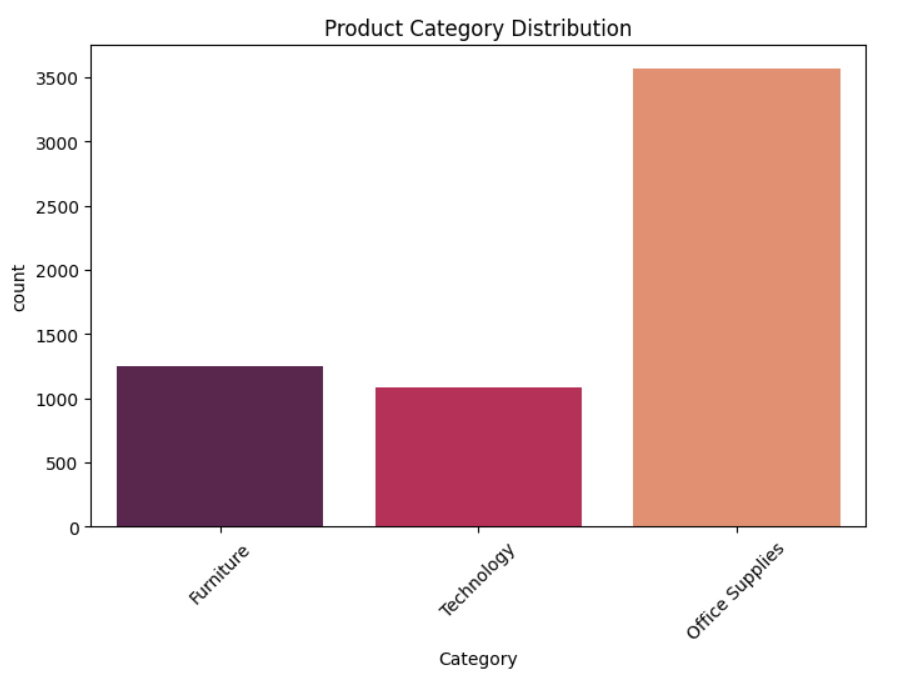 Product Category Distribution
3500
3000
2500
2000
1500
1000
500
0
count
Furniture
Technology
Office Supplies
Category